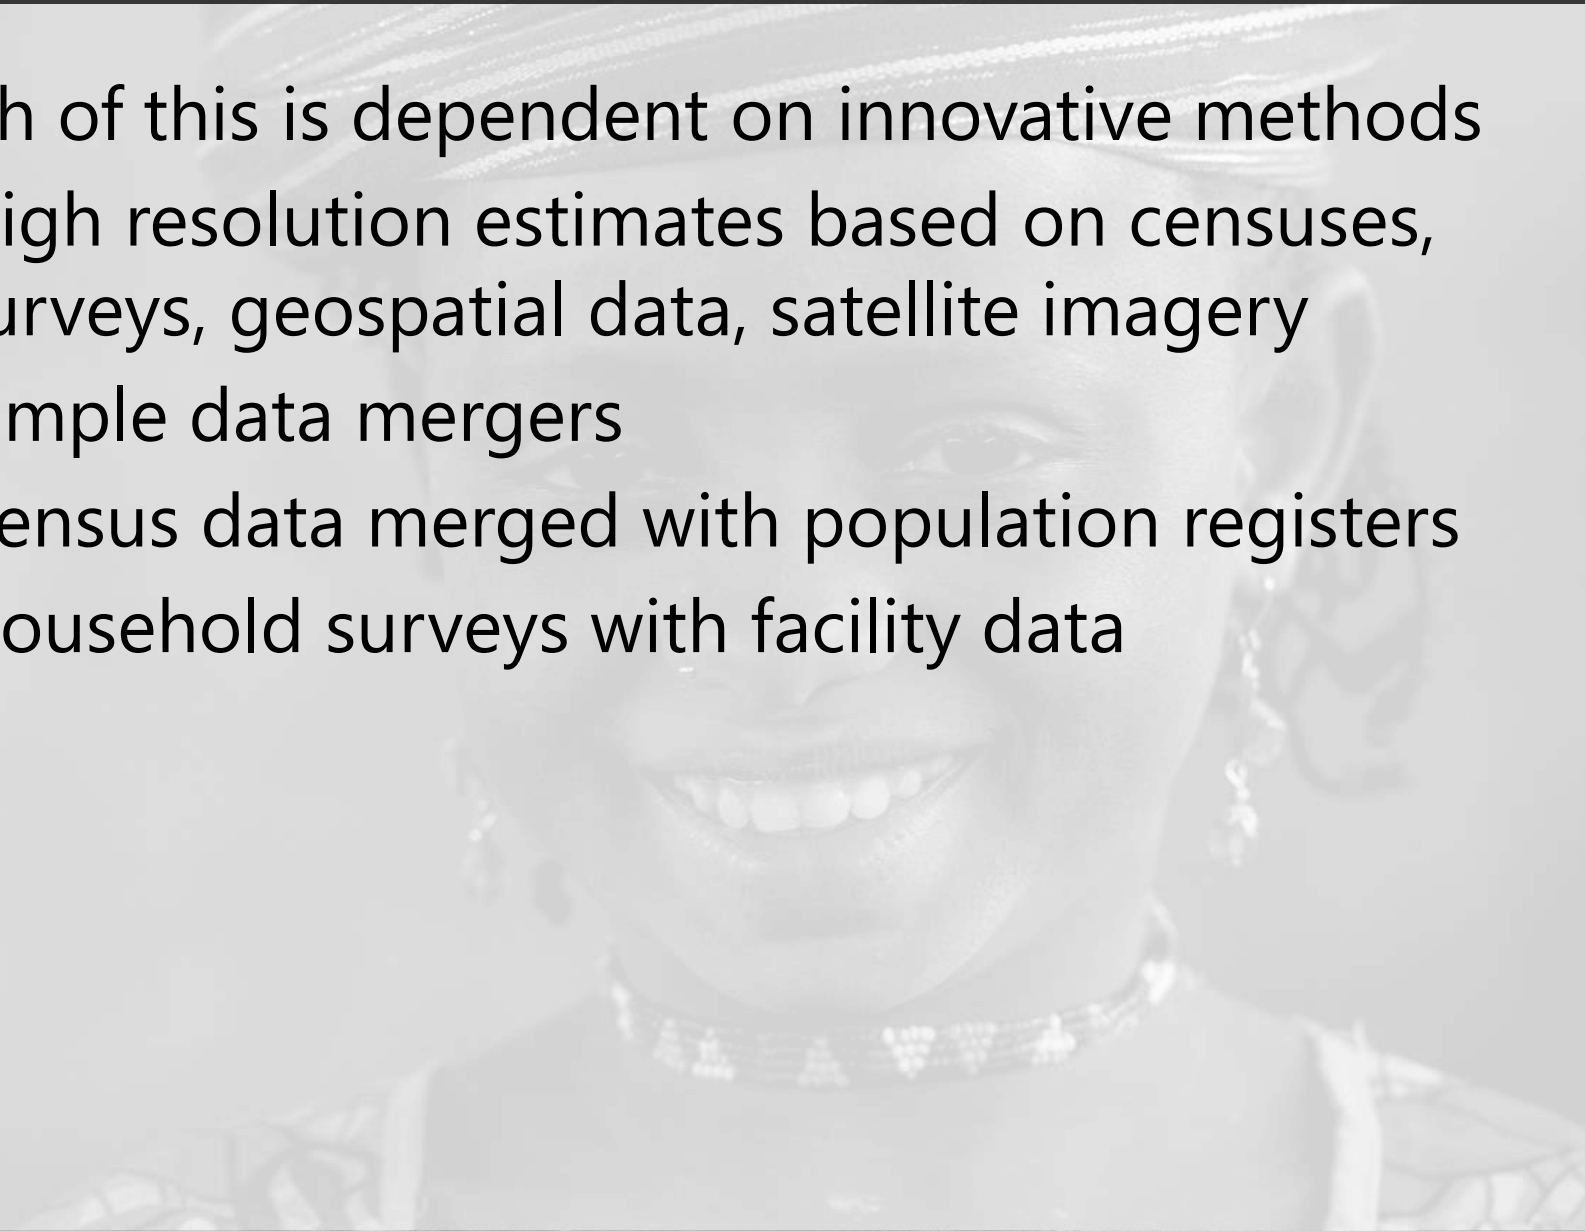 h of this is dependent on innovative methods
igh resolution estimates based on censuses,
urveys, geospatial data, satellite imagery
mple data mergers
ensus data merged with population registers
ousehold surveys with facility data